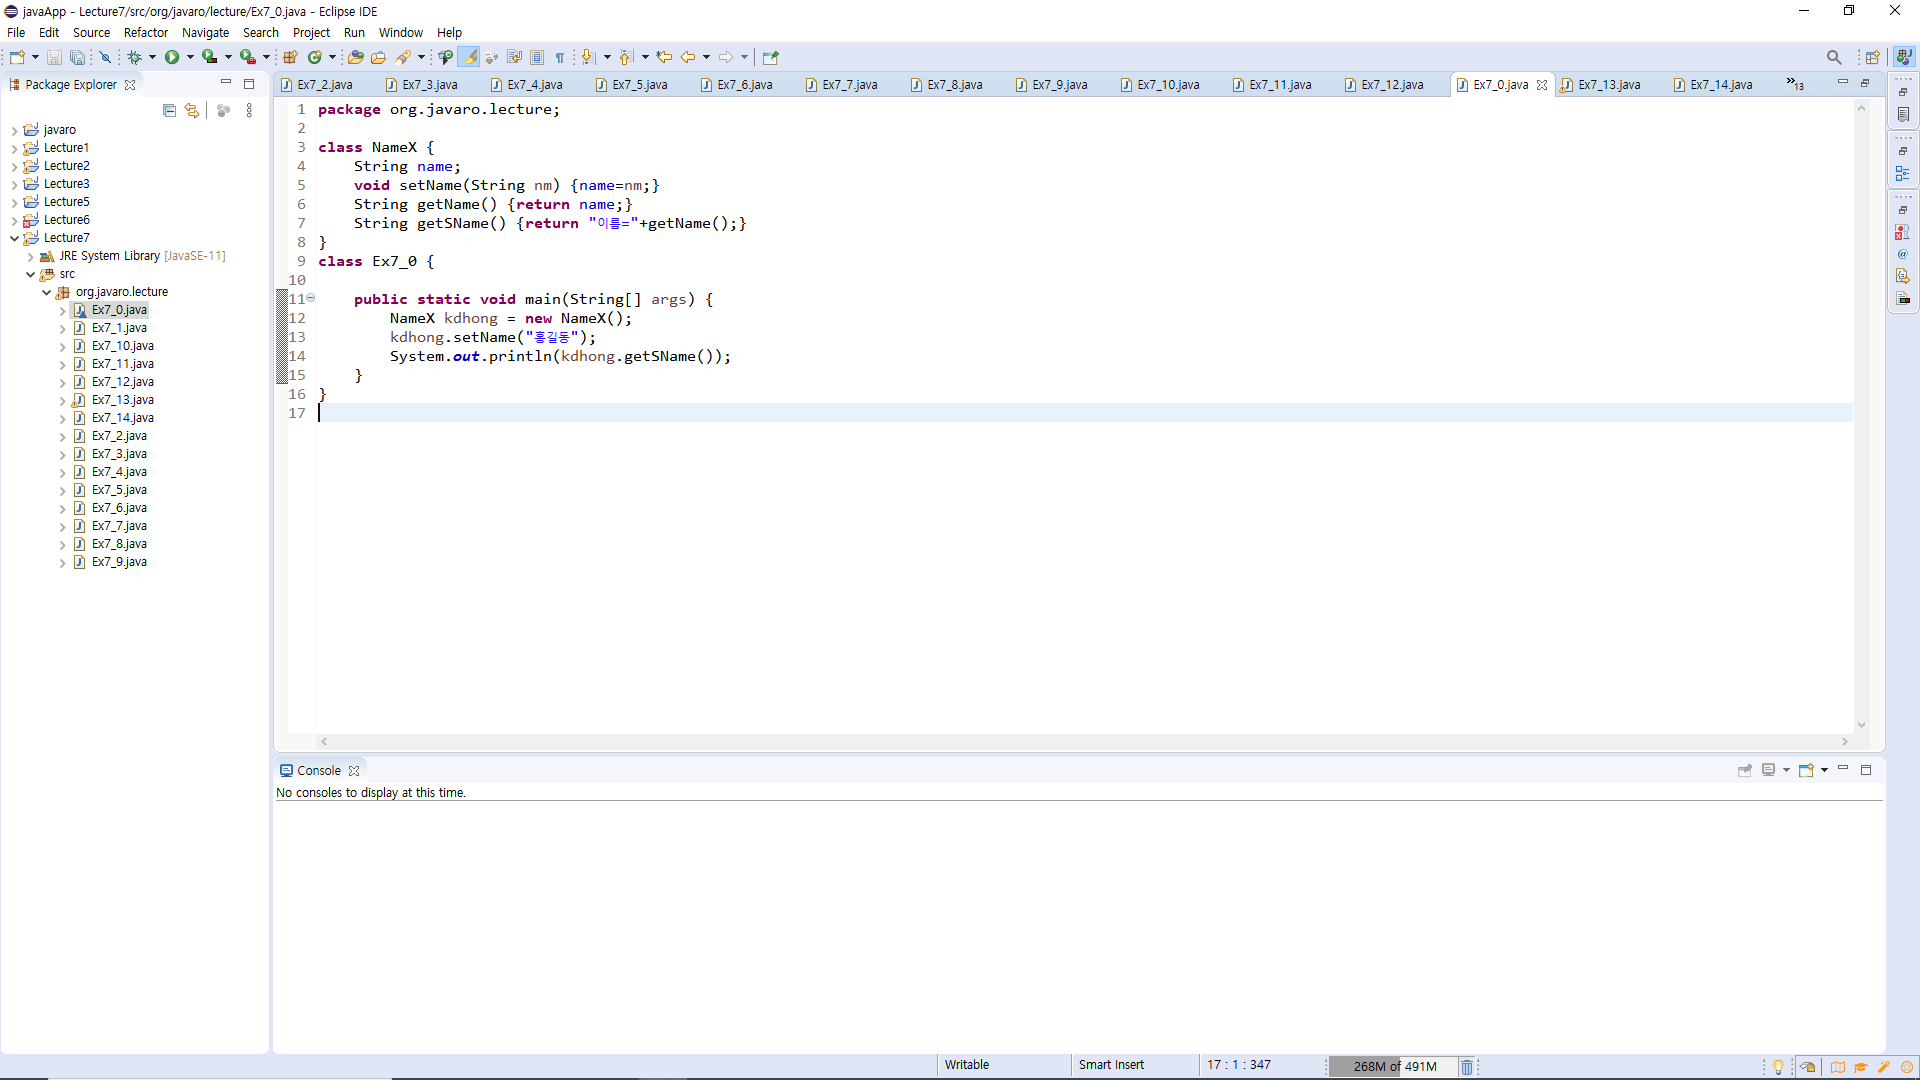 javaApp - Lecture7/src/org/javaro/lecture/Ex7_0.java - Eclipse IDE
File Edit Source Refactor Navigate Search Project Run Window Help
Package Explorer
Ex7_2.java Ex7_3.java Ex7_4.java Ex7_5.java Ex7_6.java Ex7_7.java Ex7_8.java Ex7_9.java Ex7_10.java Ex7_11.java Ex7_12.java Ex7_0.java Ex7_13.java Ex7_14.java »13
javaro
Lecture1
Lecture2
Lecture3
Lecture5
Lecture6
Lecture7
JRE System Library [JavaSE-11]
src
org.javaro.lecture
Ex7_0.java
Ex7_1.java
Ex7_10.java
Ex7_11.java
Ex7_12.java
Ex7_13.java
Ex7_14.java
Ex7_2.java
Ex7_3.java
Ex7_4.java
Ex7_5.java
Ex7_6.java
Ex7_7.java
Ex7_8.java
Ex7_9.java
1 package org.javaro.lecture;
2
3 class NameX {
4     String name;
5     void setName(String nm) {name=nm;}
6     String getName() {return name;}
7     String getSName() {return "이름="+getName();}
8 }
9 class Ex7_0 {
10
11     public static void main(String[] args) {
12         NameX kdhong = new NameX();
13         kdhong.setName("홍길동");
14         System.out.println(kdhong.getSName());
15     }
16 }
17
Console
No consoles to display at this time.
Writable Smart Insert 17 : 1 : 347 268M of 491M